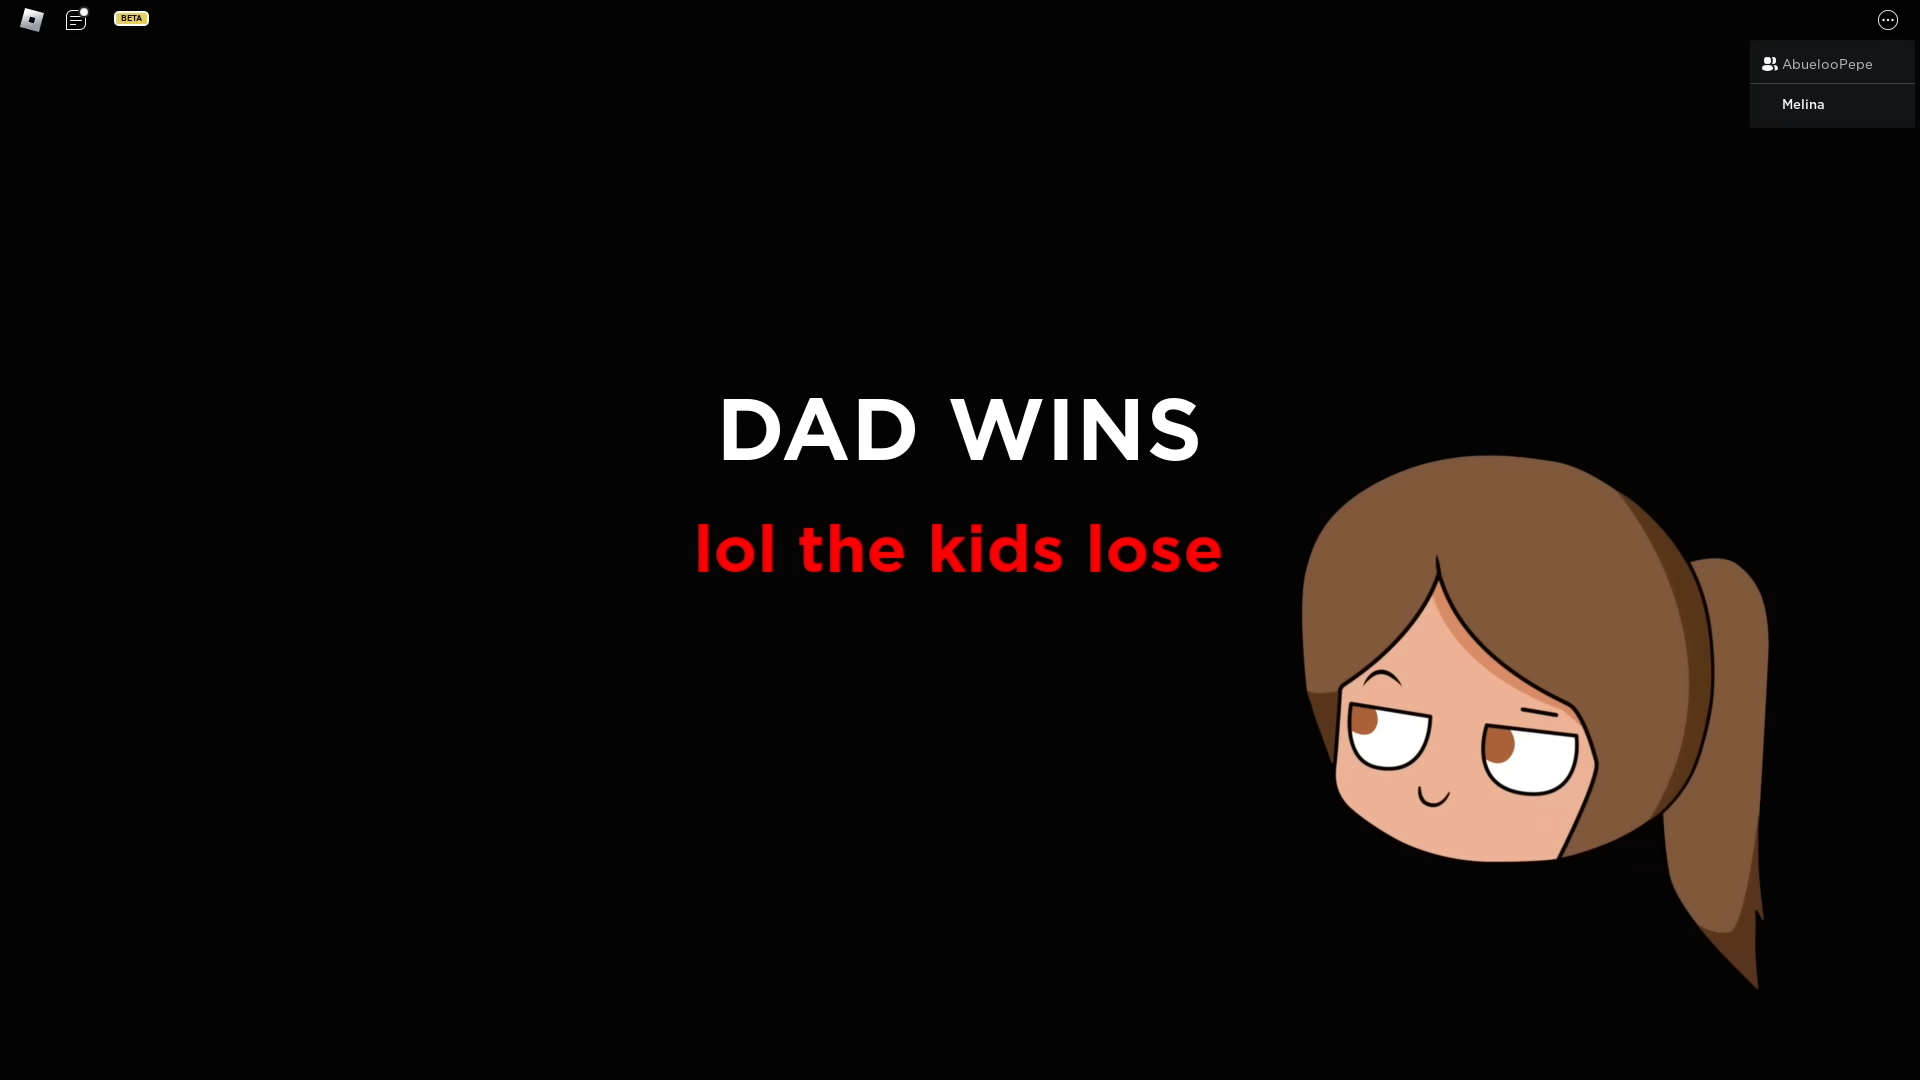 BETA
AbuelooPepe
Melina
DAD WINS
lol the kids lose